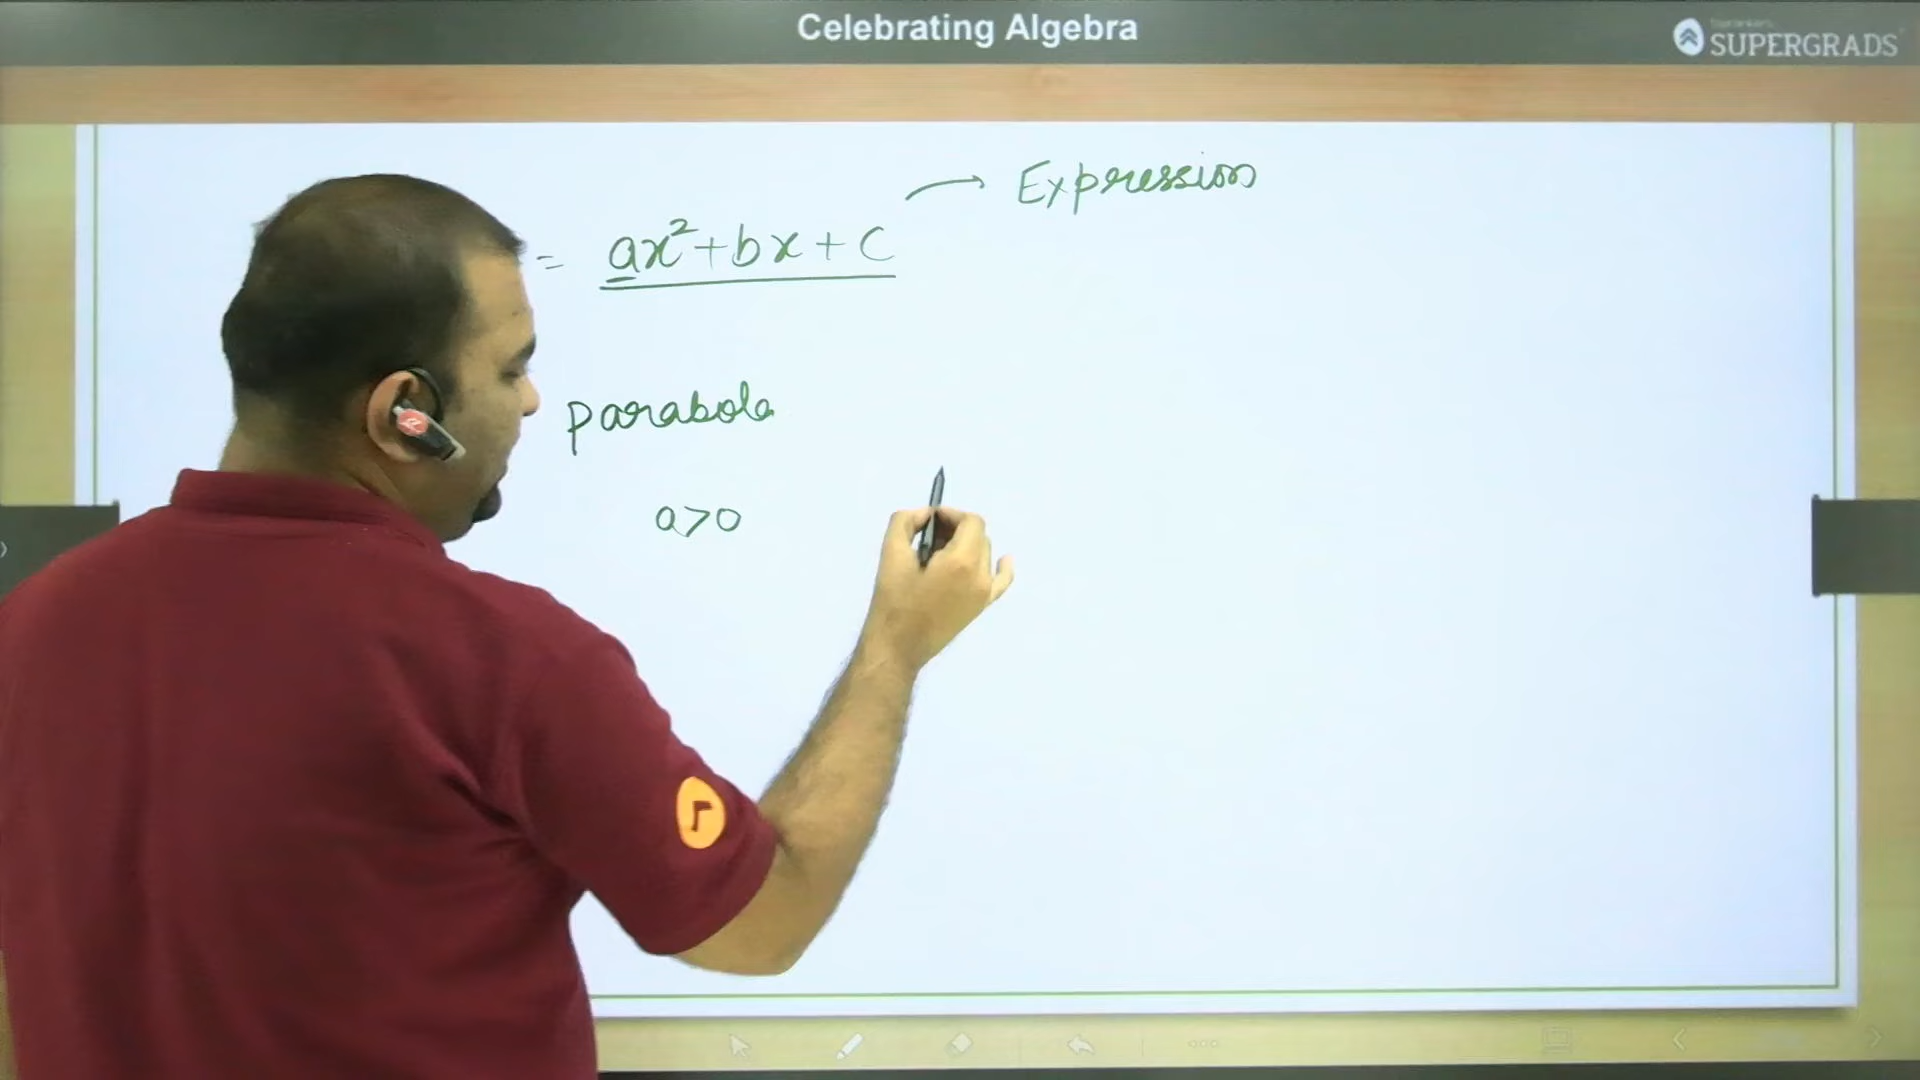 Celebrating Algebra
SUPERGRADS
Expression
= ax²+bx+c
parabola
a>0